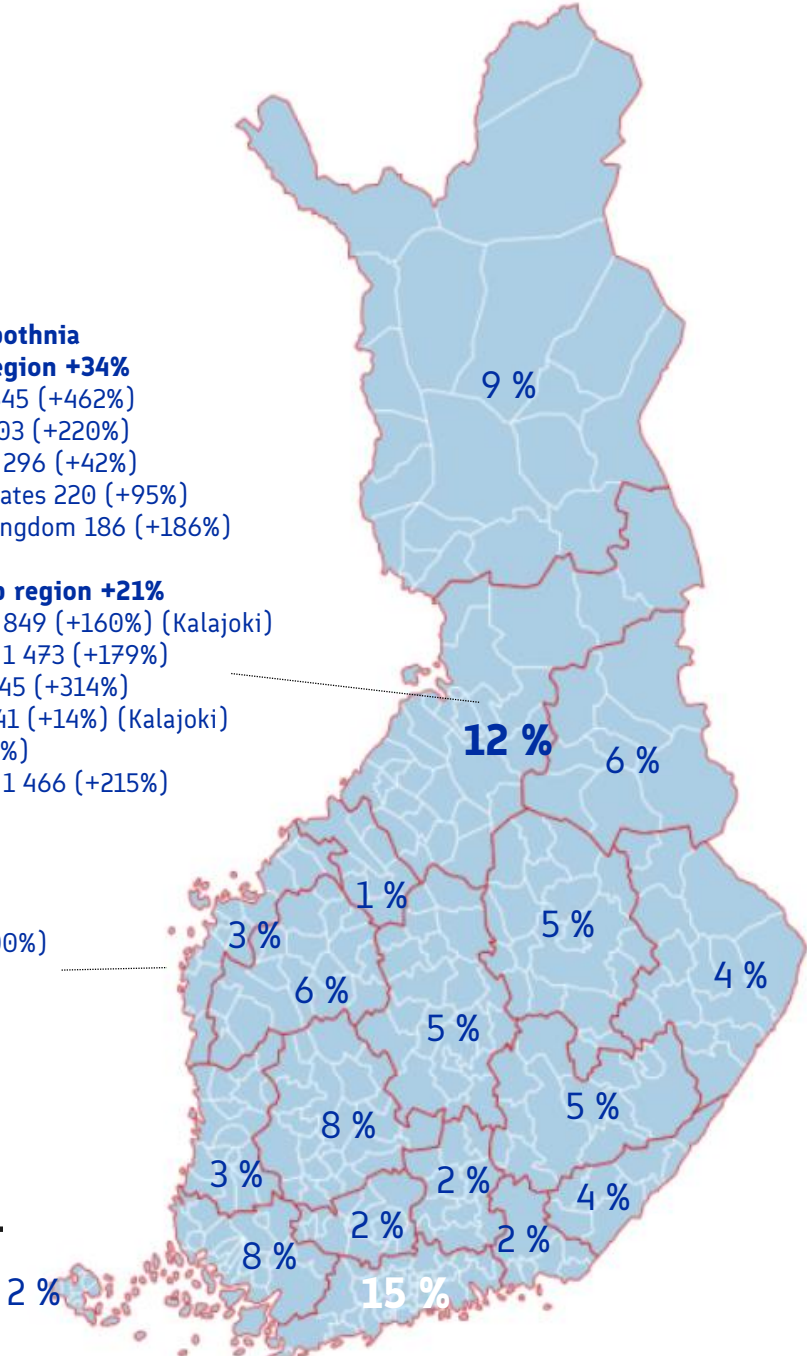 bothnia
egion +34%
45 (+462%)
03 (+220%)
296 (+42%)
ates 220 (+95%)
ngdom 186 (+186%)
region +21%
849 (+160%) (Kalajoki)
1 473 (+179%)
45 (+314%)
41 (+14%) (Kalajoki)
%)
1 466 (+215%)
00%)
9 %
12 %
6 %
1 %
3 %
5 %
6 %
4 %
5 %
5 %
8 %
3 %
2 %
4 %
2 %
2 %
8 %
15 %
2 %